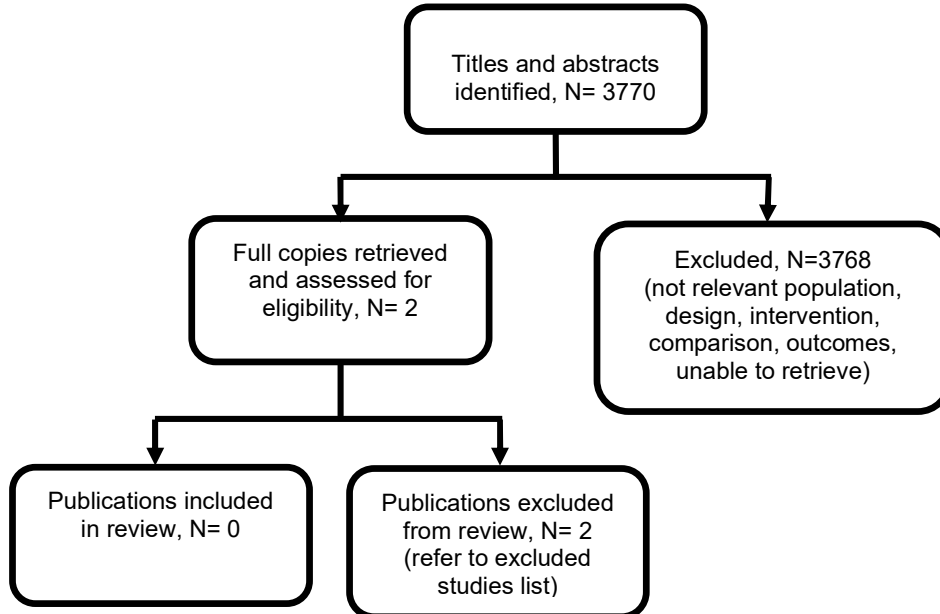 Titles and abstracts
identified, N= 3770
Full copies retrieved
and assessed for
eligibility, N= 2
Excluded, N=3768
(not relevant population,
design, intervention,
comparison, outcomes,
unable to retrieve)
Publications included
in review, N= 0
Publications excluded
from review, N= 2
(refer to excluded
studies list)